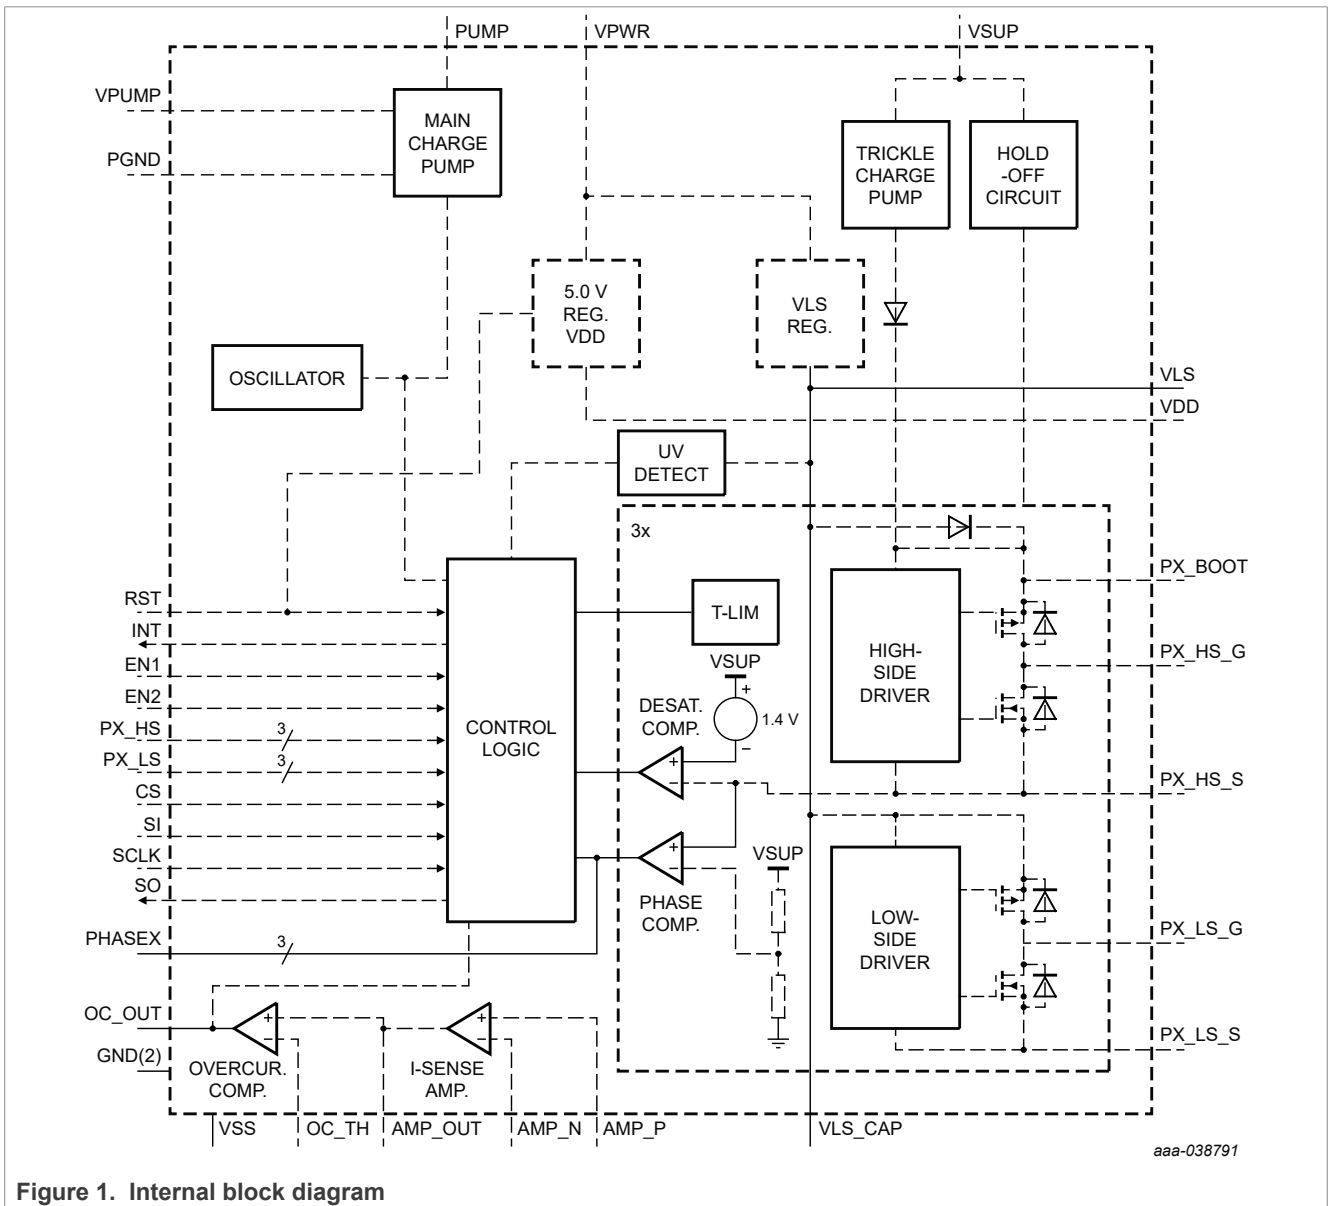 PUMP
VPWR
VSUP
VPUMP
PGND
MAIN
CHARGE
PUMP
TRICKLE
CHARGE
PUMP
HOLD
-OFF
CIRCUIT
5.0 V
REG.
VDD
VLS
REG.
OSCILLATOR
VLS
VDD
UV
DETECT
3x
RST
INT
EN1
EN2
PX_HS
3
PX_LS
3
CS
SI
SCLK
SO
PHASEX
3
CONTROL
LOGIC
T-LIM
VSUP
+
1.4 V
−
DESAT.
COMP.
+
−
+
−
PHASE
COMP.
VSUP
HIGH-
SIDE
DRIVER
LOW-
SIDE
DRIVER
PX_BOOT
PX_HS_G
PX_HS_S
PX_LS_G
PX_LS_S
OC_OUT
GND(2)
+
−
OVERCUR.
COMP.
+
−
I-SENSE
AMP.
VSS
OC_TH
AMP_OUT
AMP_N
AMP_P
VLS_CAP
aaa-038791
Figure 1. Internal block diagram